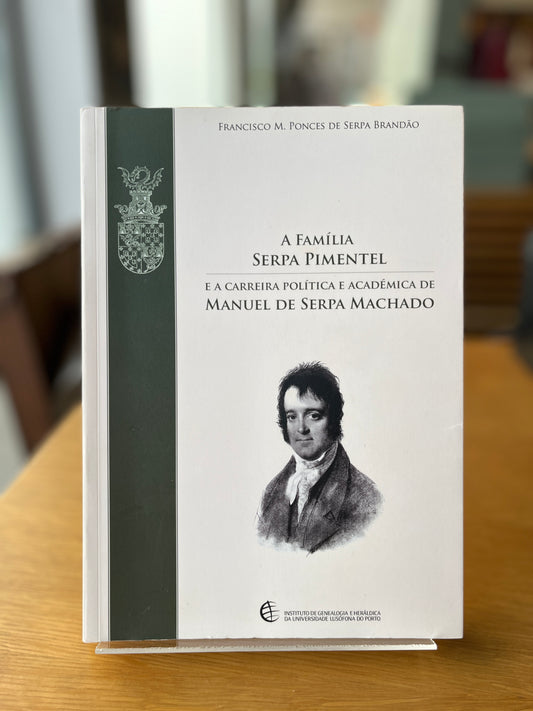 Francisco M. Ponces de Serpa Brandão
A Família
Serpa Pimentel
e a carreira política e académica de
Manuel de Serpa Machado
INSTITUTO DE GENEALOGIA E HERÁLDICA
DA UNIVERSIDADE LUSÓFONA DO PORTO